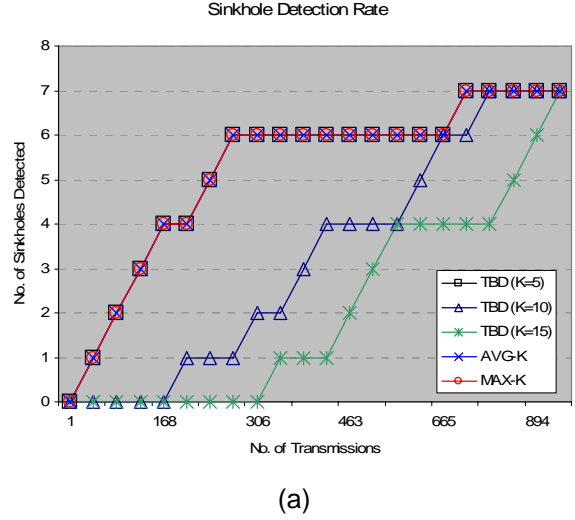 Sinkhole Detection Rate
8
7
6
5
4
3
2
1
0
No. of Sinkholes Detected
1 168 306 463 665 894
No. of Transmissions
TBD (K=5)
TBD (K=10)
TBD (K=15)
AVG-K
MAX-K
(a)